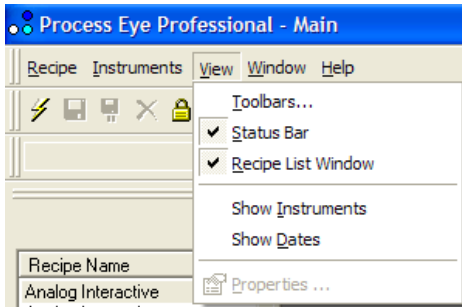 Process Eye Professional - Main
Recipe Instruments View Window Help
Toolbars...
Status Bar
Recipe List Window
Show Instruments
Show Dates
Properties ...
Recipe Name
Analog Interactive